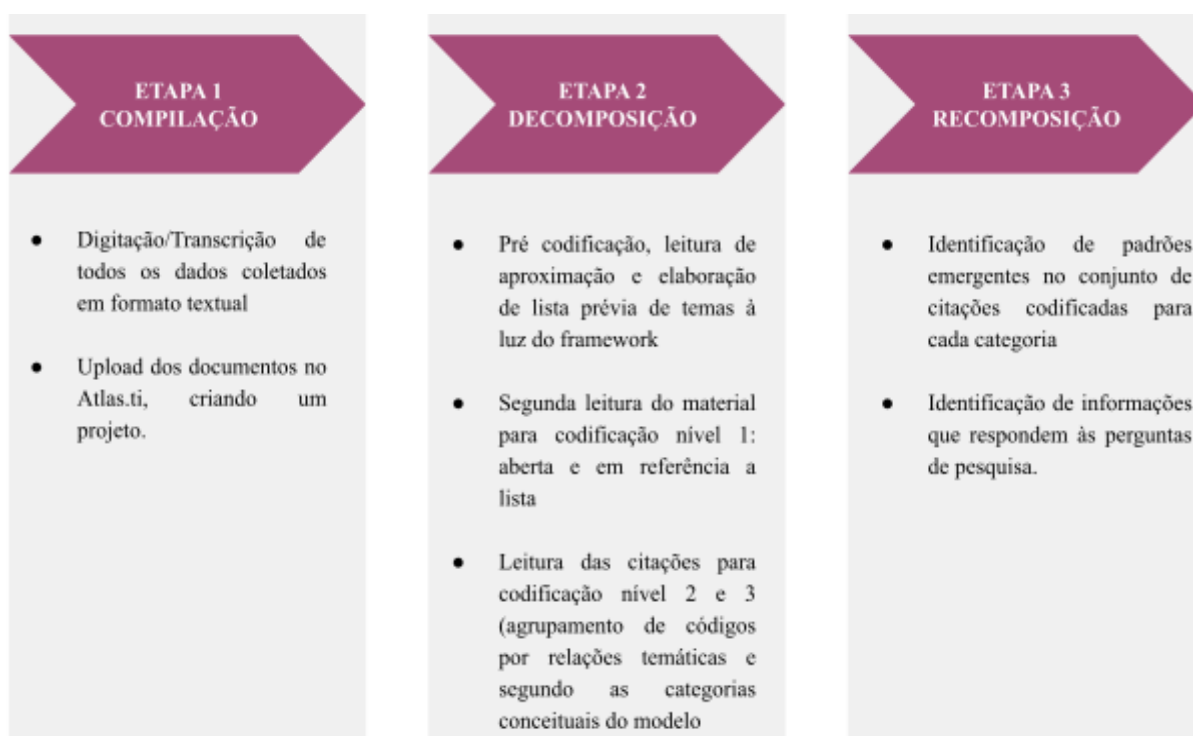 ETAPA 1
COMPILAÇÃO
● Digitação/Transcrição de
todos os dados coletados
em formato textual
● Upload dos documentos no
Atlas.ti, criando um
projeto.
ETAPA 2
DECOMPOSIÇÃO
● Pré codificação, leitura de
aproximação e elaboração
de lista prévia de temas à
luz do framework
● Segunda leitura do material
para codificação nível 1:
aberta e em referência a
lista
● Leitura das citações para
codificação nível 2 e 3
(agrupamento de códigos
por relações temáticas e
segundo as categorias
conceituais do modelo
ETAPA 3
RECOMPOSIÇÃO
● Identificação de padrões
emergentes no conjunto de
citações codificadas para
cada categoria
● Identificação de informações
que respondem às perguntas
de pesquisa.